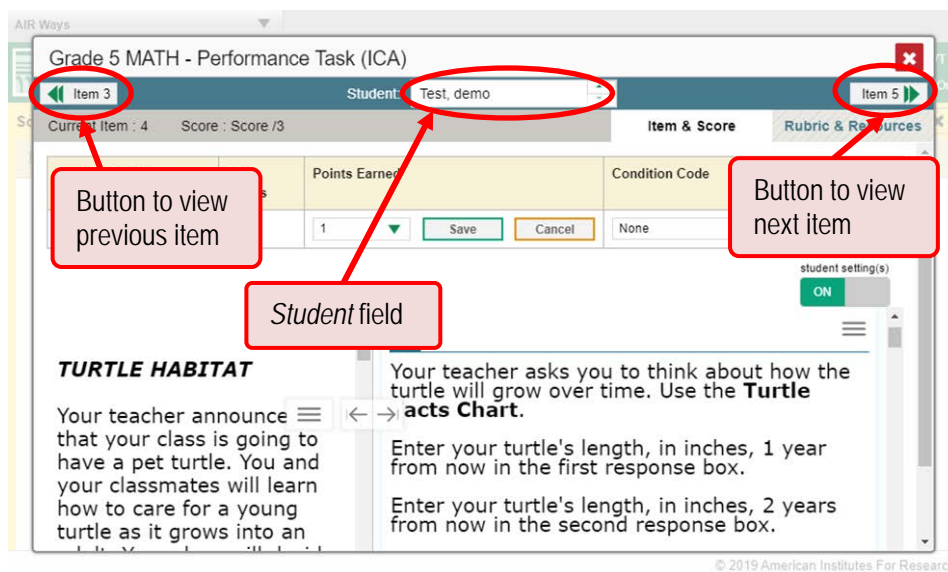 AIR Ways
Grade 5 MATH - Performance Task (ICA)
Item 3
Student:
Test, demo
Item 5
Current Item : 4
Score : Score /3
Item & Score
Rubric & Resources
Points Earned
Condition Code
Button to view
previous item
Button to view
next item
1
Save
Cancel
None
student setting(s)
ON
Student field
TURTLE HABITAT
Your teacher announce
that your class is going to
have a pet turtle. You and
your classmates will learn
how to care for a young
turtle as it grows into an
Your teacher asks you to think about how the
turtle will grow over time. Use the Turtle
acts Chart.
Enter your turtle's length, in inches, 1 year
from now in the first response box.
Enter your turtle's length, in inches, 2 years
from now in the second response box.
© 2019 American Institutes For Researc